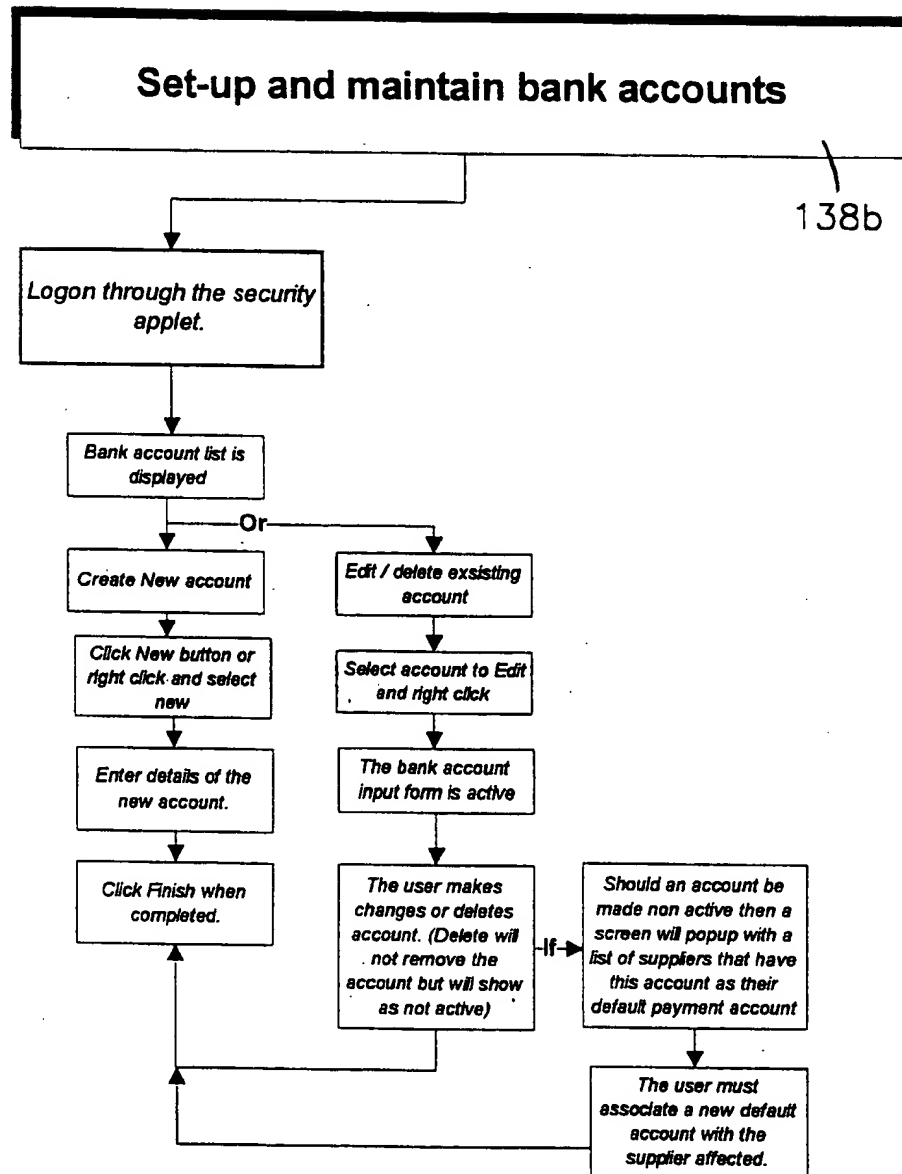 Set-up and maintain bank accounts
138b
Logon through the security
applet.
Bank account list is
displayed
Or
Create New account
Click New button or
right click and select
new
Enter details of the
new account.
Click Finish when
completed.
Edit / delete exsisting
account
Select account to Edit
and right click
The bank account
input form is active
The user makes
changes or deletes
account. (Delete will
not remove the
account but will show
as not active)
If
Should an account be
made non active then a
screen will popup with a
list of suppliers that have
this account as their
default payment account
The user must
associate a new default
account with the
supplier affected.